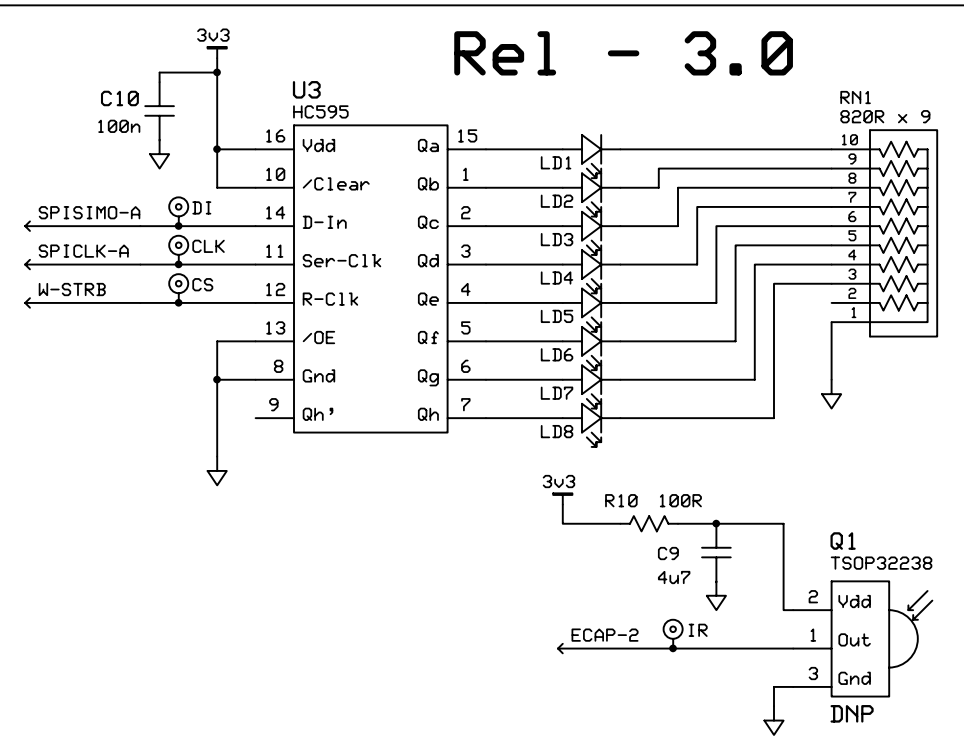 Rel - 3.0
3v3
C10
100n
U3
HC595
16 Vdd
10 /Clear
14 D-In
11 Ser-Clk
12 R-Clk
13 /OE
8 Gnd
9 Qh'
Qa 15
Qb 1
Qc 2
Qd 3
Qe 4
Qf 5
Qg 6
Qh 7
SPISIMO-A DI
SPICLK-A CLK
W-STRB CS
LD1
LD2
LD3
LD4
LD5
LD6
LD7
LD8
RN1
820R x 9
10
9
8
7
6
5
4
3
2
1
3v3
R10 100R
C9
4u7
Q1
TSOP32238
2 Vdd
1 Out
3 Gnd
DNP
ECAP-2 IR